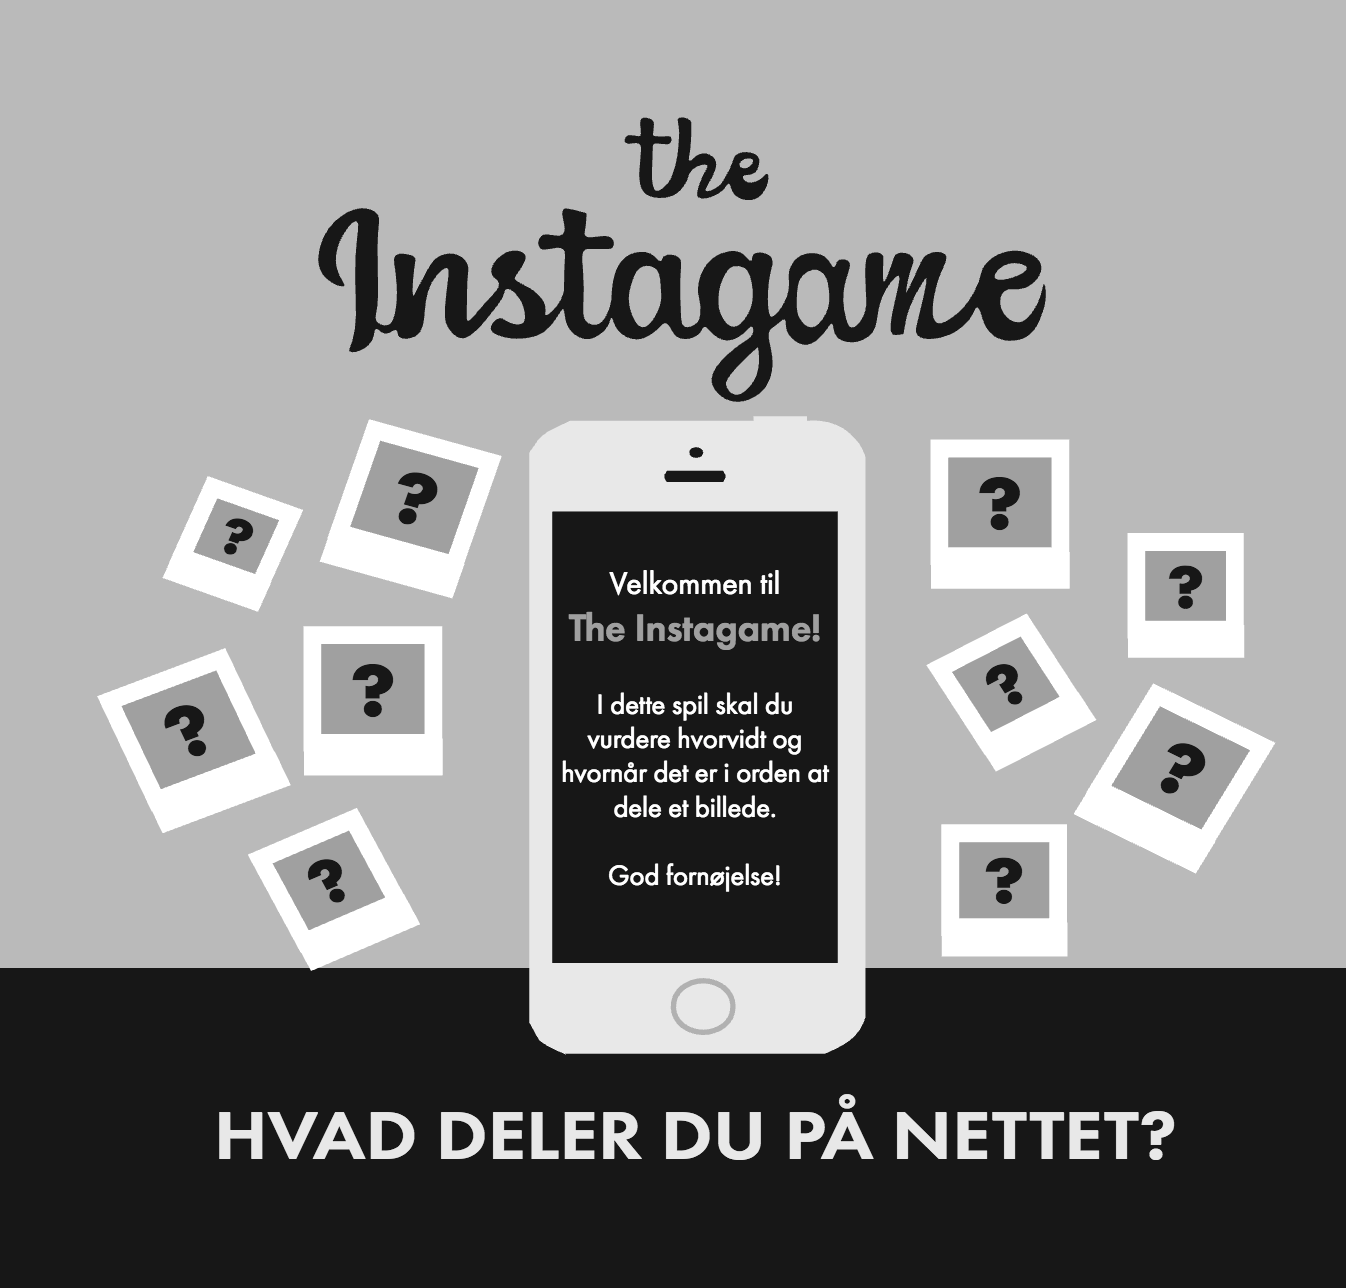 the
Instagame
?
?
?
?
?
?
?
?
?
?
Velkommen til
The Instagame!
I dette spil skal du
vurdere hvorvidt og
hvornår det er i orden at
dele et billede.
God fornøjelse!
HVAD DELER DU PÅ NETTET?